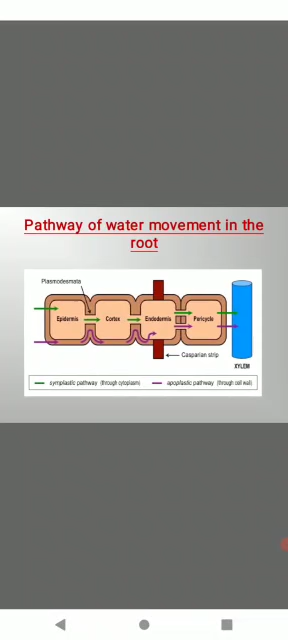 Pathway of water movement in the
root
Plasmodesmata
Epidermis
Cortex
Endodermis
Pericycle
Casparian strip
XYLEM
symplastic pathway (through cytoplasm)
apoplastic pathway (through cell wall)